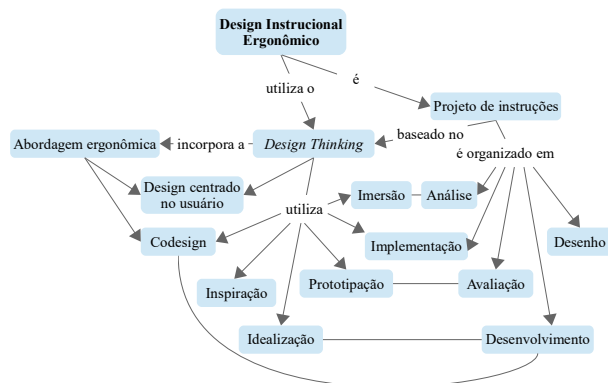 Design Instrucional
Ergonômico
utiliza o
é
Projeto de instruções
baseado no
Abordagem ergonômica
incorpora a
Design Thinking
é organizado em
Design centrado
no usuário
Imersão
Análise
utiliza
Codesign
Implementação
Desenho
Inspiração
Prototipação
Avaliação
Idealização
Desenvolvimento